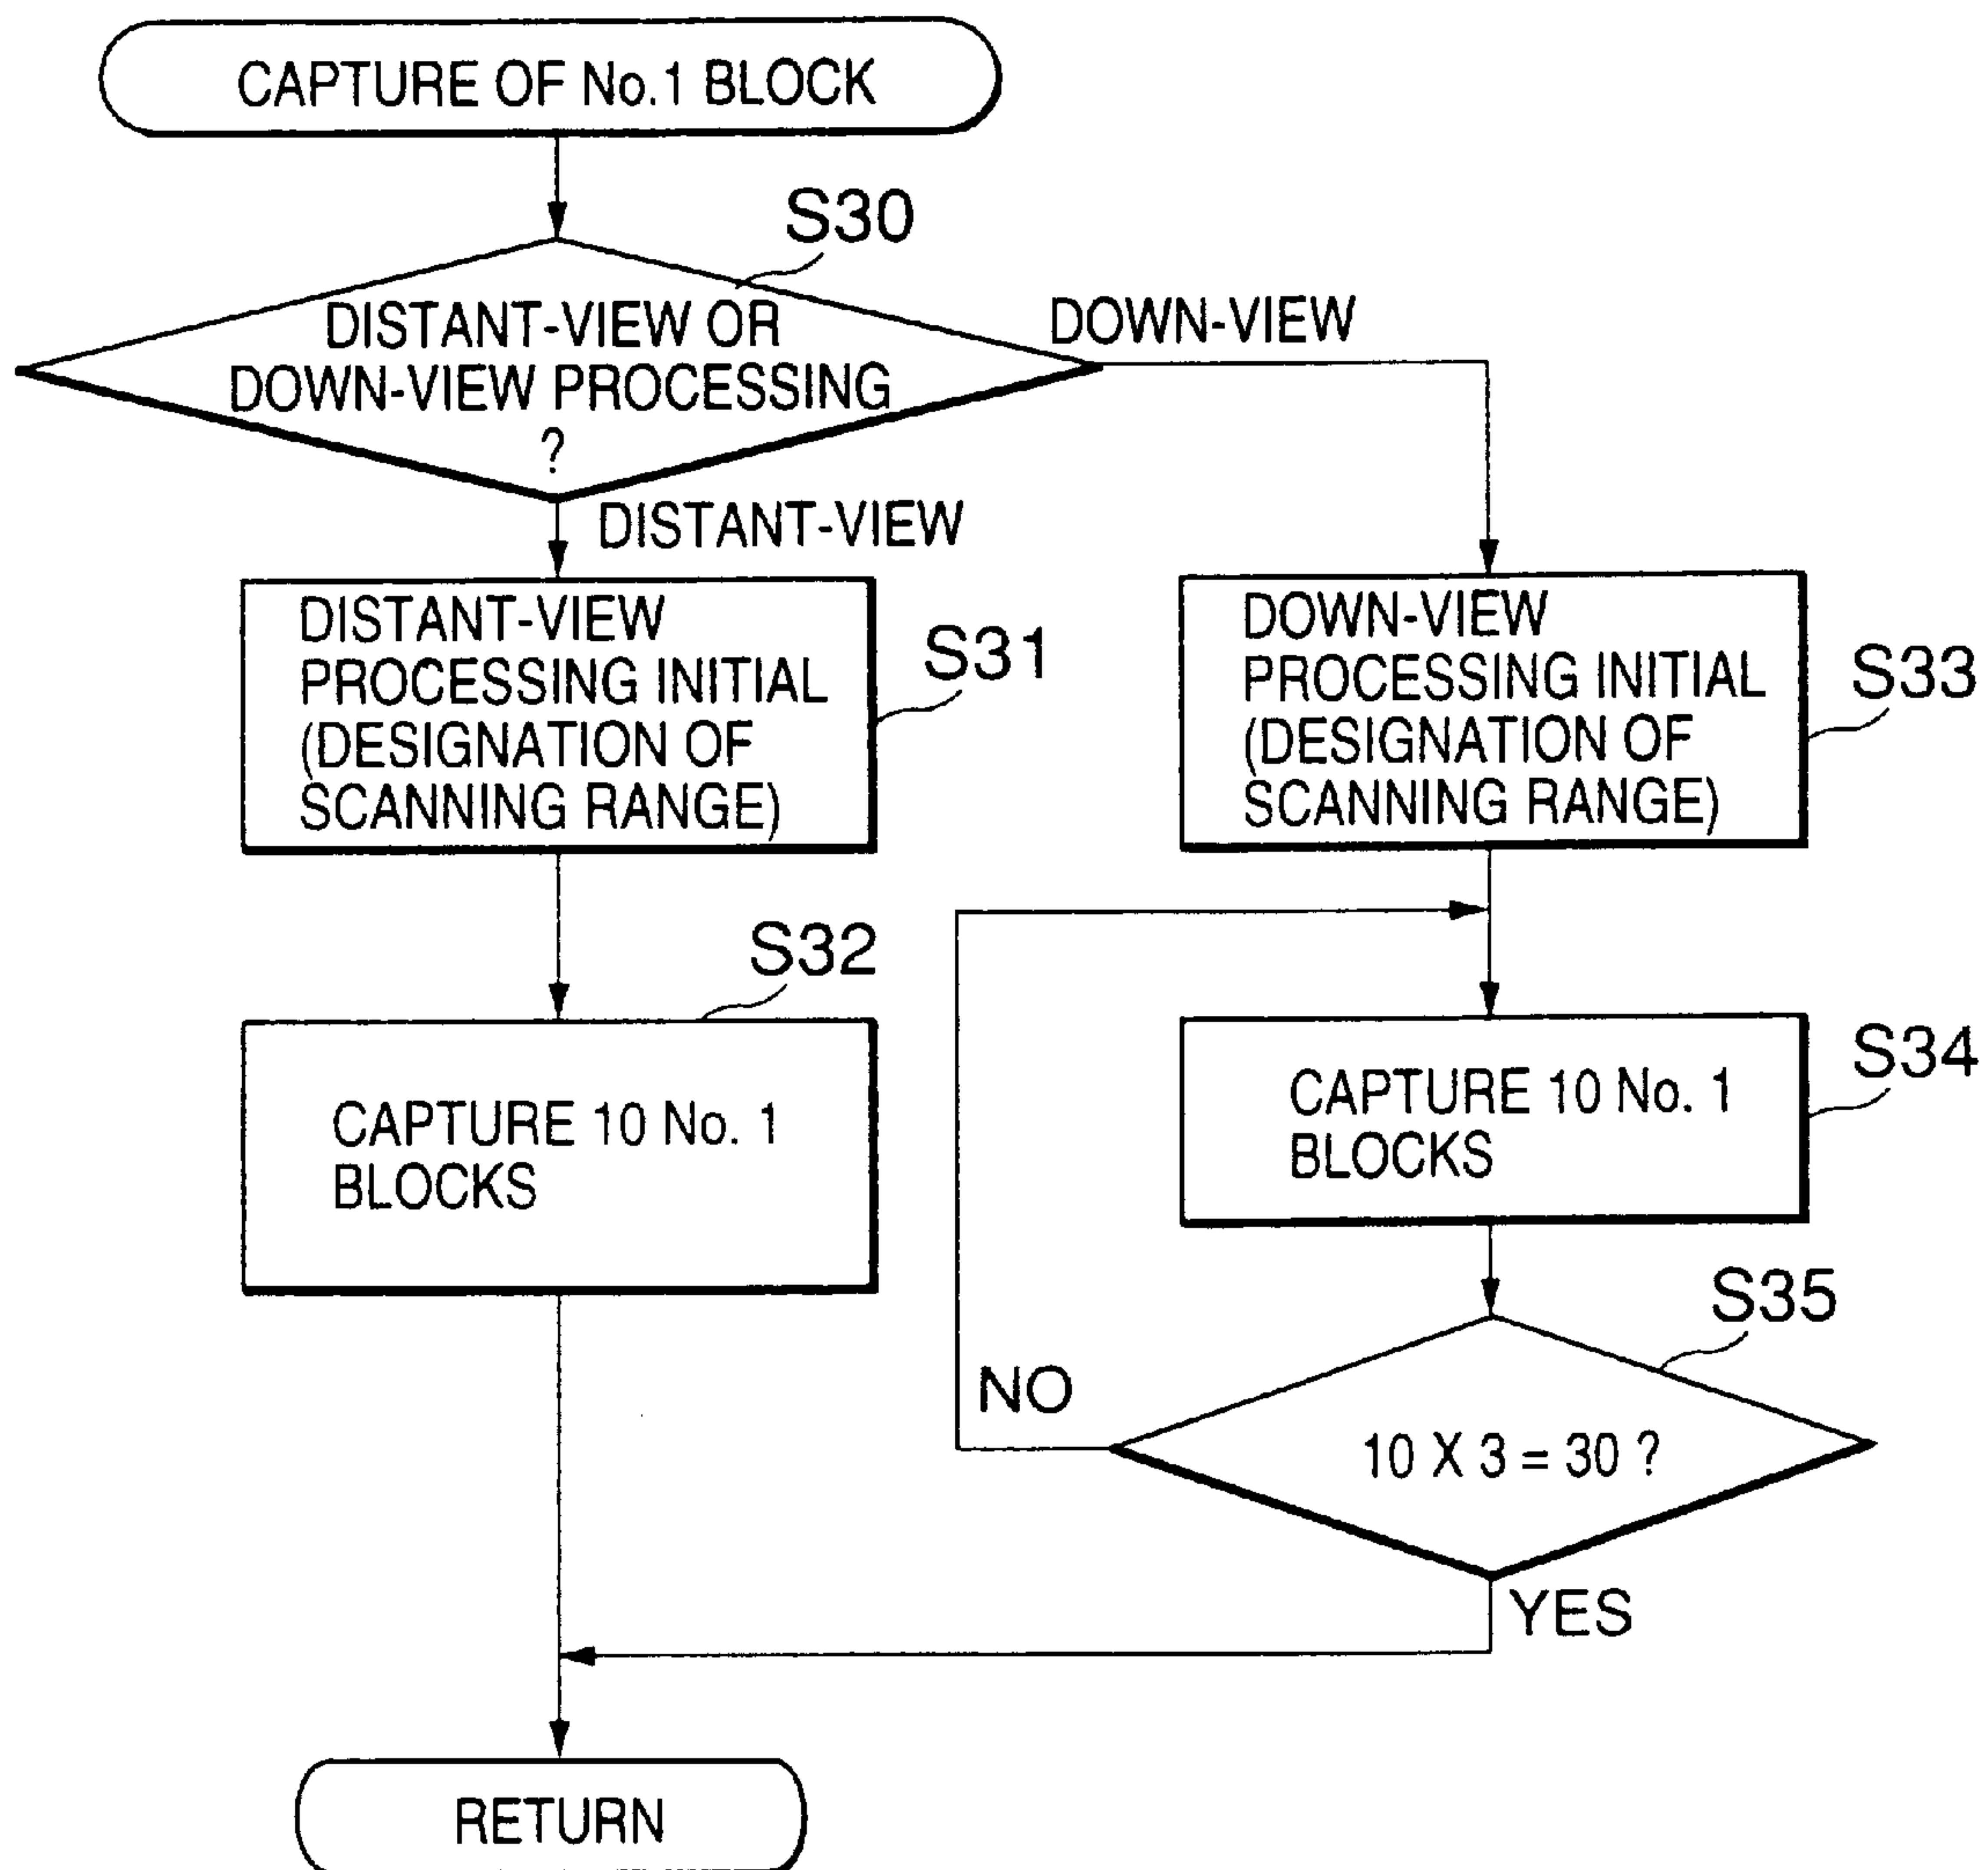 CAPTURE OF No.1 BLOCK
S30
DISTANT-VIEW OR
DOWN-VIEW PROCESSING
?
DOWN-VIEW
DISTANT-VIEW
DISTANT-VIEW
PROCESSING INITIAL
(DESIGNATION OF
SCANNING RANGE)
S31
DOWN-VIEW
PROCESSING INITIAL
(DESIGNATION OF
SCANNING RANGE)
S33
S32
CAPTURE 10 No. 1
BLOCKS
CAPTURE 10 No. 1
BLOCKS
S34
S35
NO
10 X 3 = 30 ?
YES
RETURN